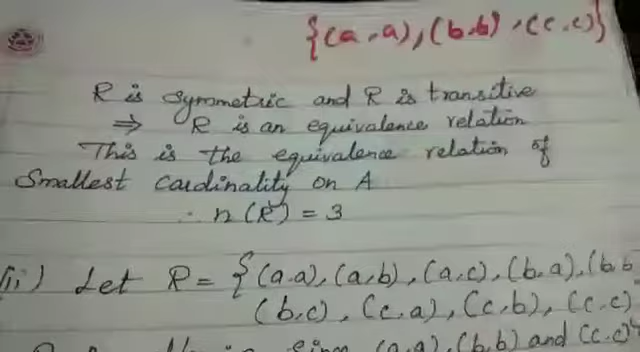 {(a,a),(b,b),(c,c)}
R is symmetric and R is transitive
⇒ R is an equivalence relation
This is the equivalence relation of
Smallest cardinality on A
∴ n(R) = 3
(ii) Let R = {(a,a),(a,b),(a,c),(b,a),(b,b
(b,c),(c,a),(c,b),(c,c)
since (a,a),(b,b) and (c,c)